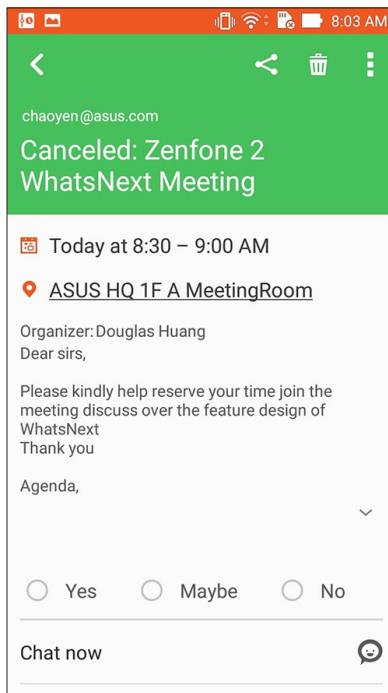 8:03 AM
chaoyen@asus.com
Canceled: Zenfone 2
WhatsNext Meeting
Today at 8:30 – 9:00 AM
ASUS HQ 1F A MeetingRoom
Organizer: Douglas Huang
Dear sirs,
Please kindly help reserve your time join the
meeting discuss over the feature design of
WhatsNext
Thank you
Agenda,
Yes Maybe No
Chat now